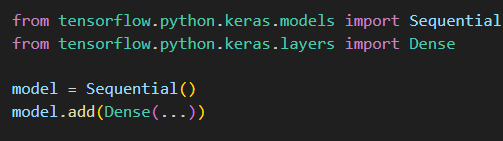 from tensorflow.python.keras.models import Sequential
from tensorflow.python.keras.layers import Dense
model = Sequential()
model.add(Dense(...))